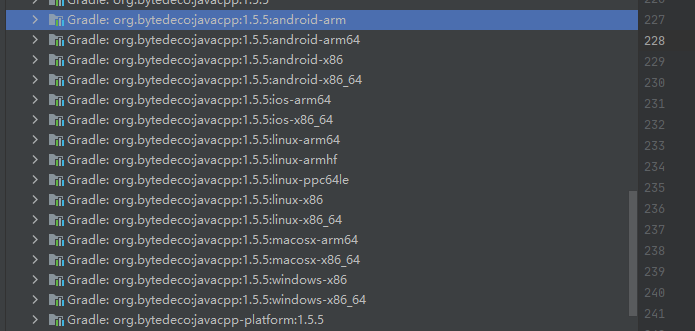 Gradle: org.bytedeco:javacpp:1.5.5
Gradle: org.bytedeco:javacpp:1.5.5:android-arm 227
Gradle: org.bytedeco:javacpp:1.5.5:android-arm64 228
Gradle: org.bytedeco:javacpp:1.5.5:android-x86 229
Gradle: org.bytedeco:javacpp:1.5.5:android-x86_64 230
Gradle: org.bytedeco:javacpp:1.5.5:ios-arm64 231
Gradle: org.bytedeco:javacpp:1.5.5:ios-x86_64 232
Gradle: org.bytedeco:javacpp:1.5.5:linux-arm64 233
Gradle: org.bytedeco:javacpp:1.5.5:linux-armhf 234
Gradle: org.bytedeco:javacpp:1.5.5:linux-ppc64le 235
Gradle: org.bytedeco:javacpp:1.5.5:linux-x86 236
Gradle: org.bytedeco:javacpp:1.5.5:linux-x86_64 237
Gradle: org.bytedeco:javacpp:1.5.5:macosx-arm64 238
Gradle: org.bytedeco:javacpp:1.5.5:macosx-x86_64 239
Gradle: org.bytedeco:javacpp:1.5.5:windows-x86 240
Gradle: org.bytedeco:javacpp:1.5.5:windows-x86_64 241
Gradle: org.bytedeco:javacpp-platform:1.5.5